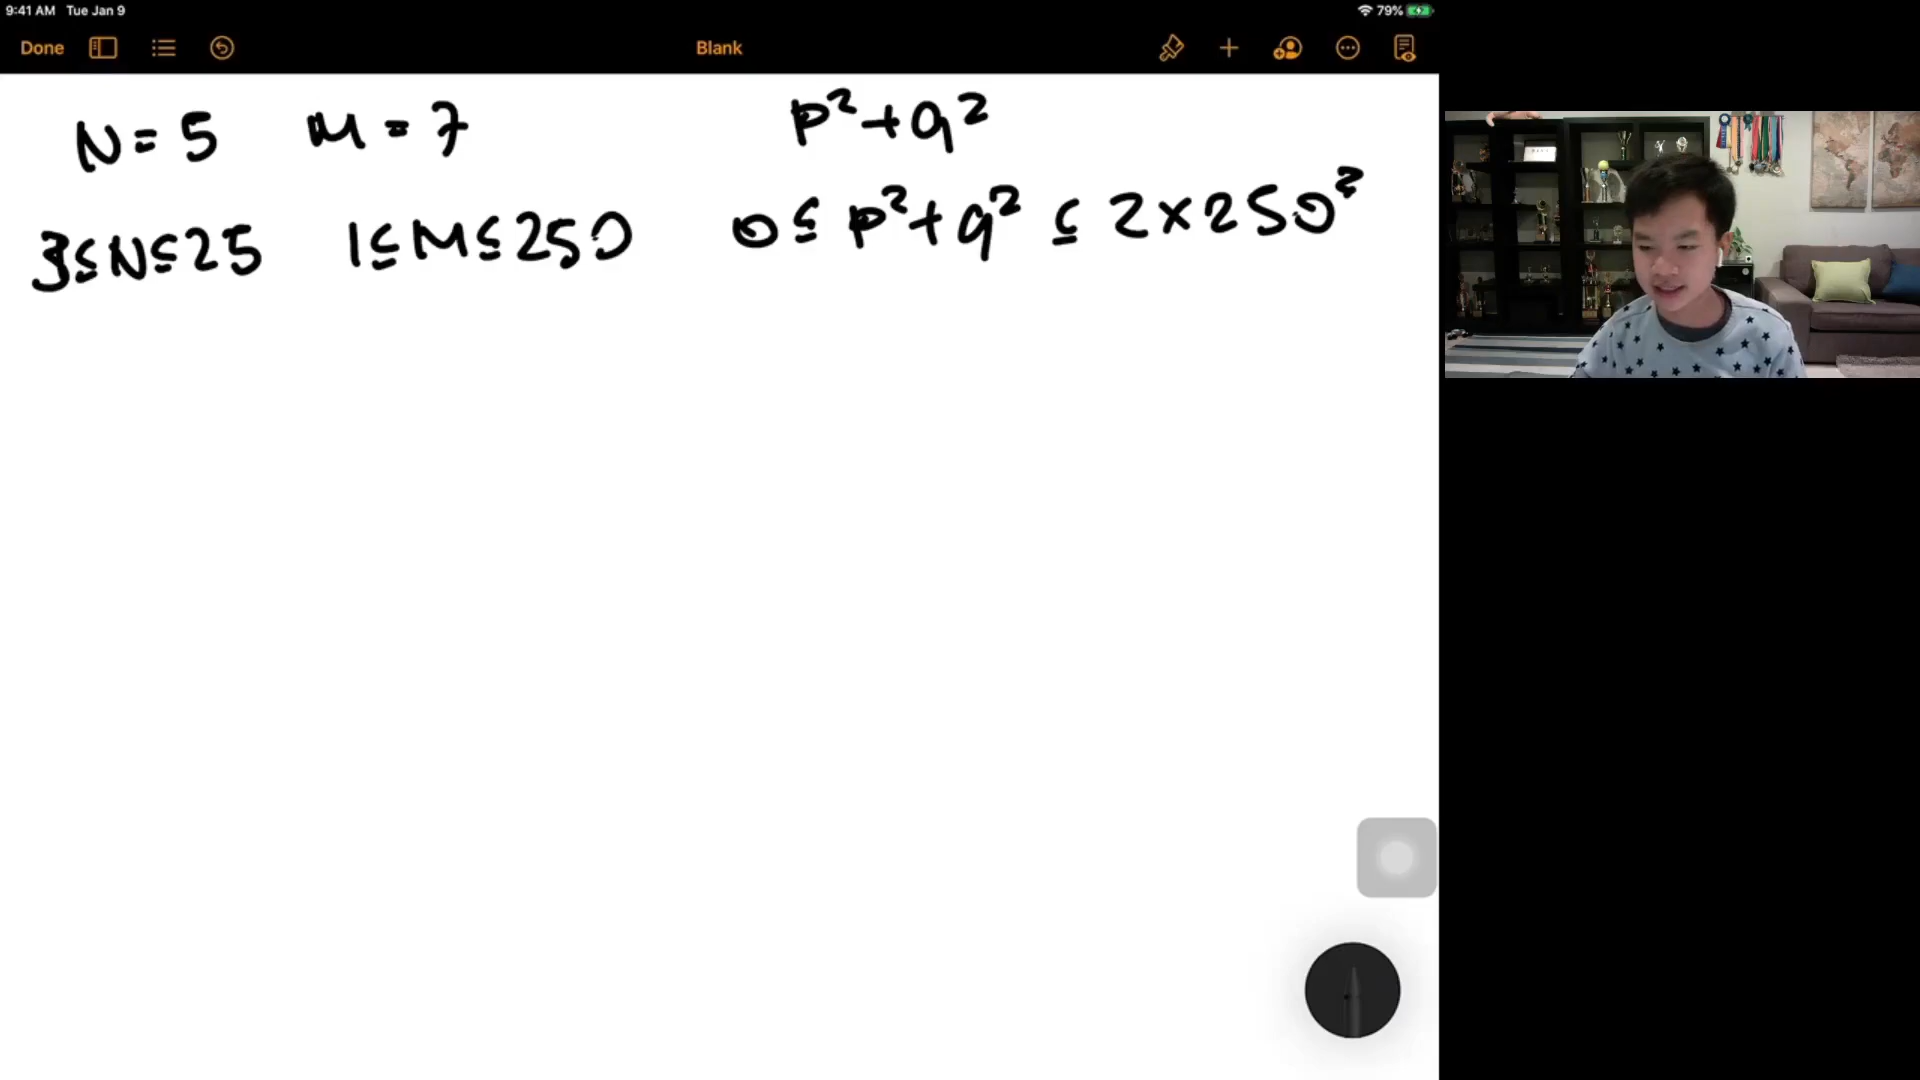 9:41 AM Tue Jan 9
79%
Done
Blank
N = 5 M = 7 p²+q²
3≤N≤25 1≤M≤250 0 ≤ p²+q² ≤ 2×250²